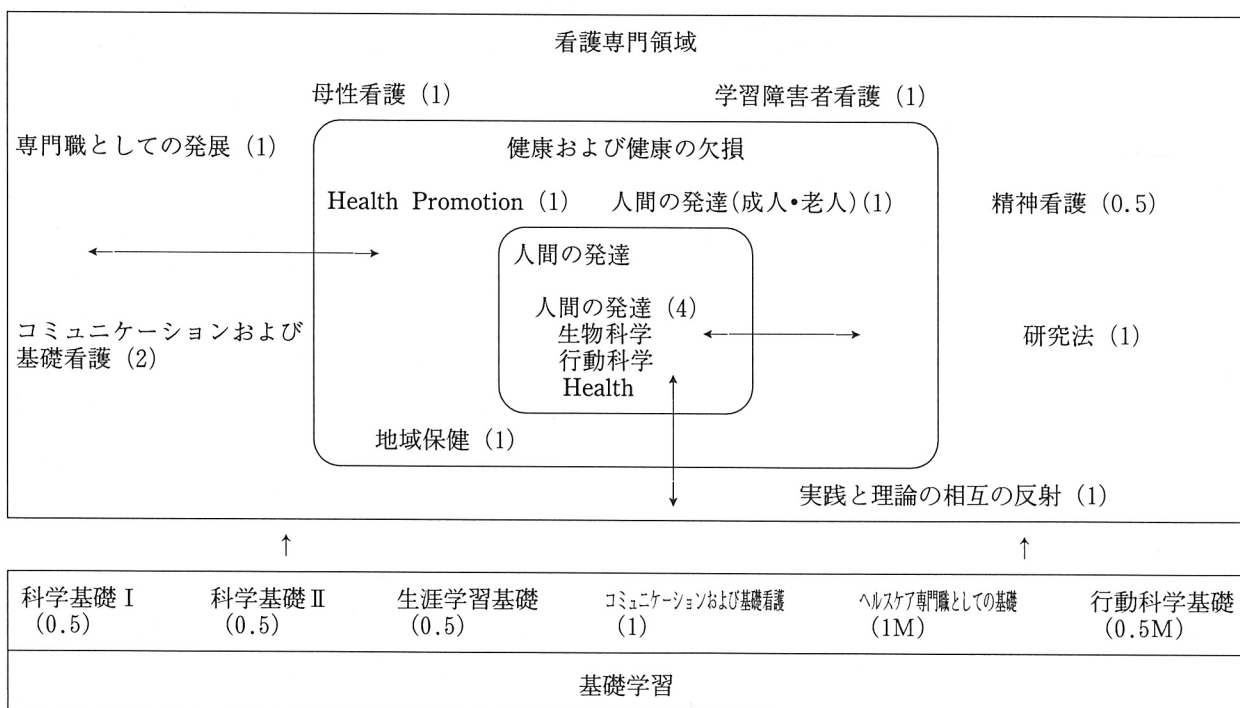 看護専門領域
母性看護 (1)
学習障害者看護 (1)
専門職としての発展 (1)
健康および健康の欠損
Health Promotion (1)
人間の発達(成人•老人)(1)
精神看護 (0.5)
人間の発達
人間の発達 (4)
生物科学
行動科学
Health
コミュニケーションおよび
基礎看護 (2)
研究法 (1)
地域保健 (1)
実践と理論の相互の反射 (1)
↑ ↑
科学基礎Ⅰ
(0.5)
科学基礎Ⅱ
(0.5)
生涯学習基礎
(0.5)
コミュニケーションおよび基礎看護
(1)
ヘルスケア専門職としての基礎
(1M)
行動科学基礎
(0.5M)
基礎学習